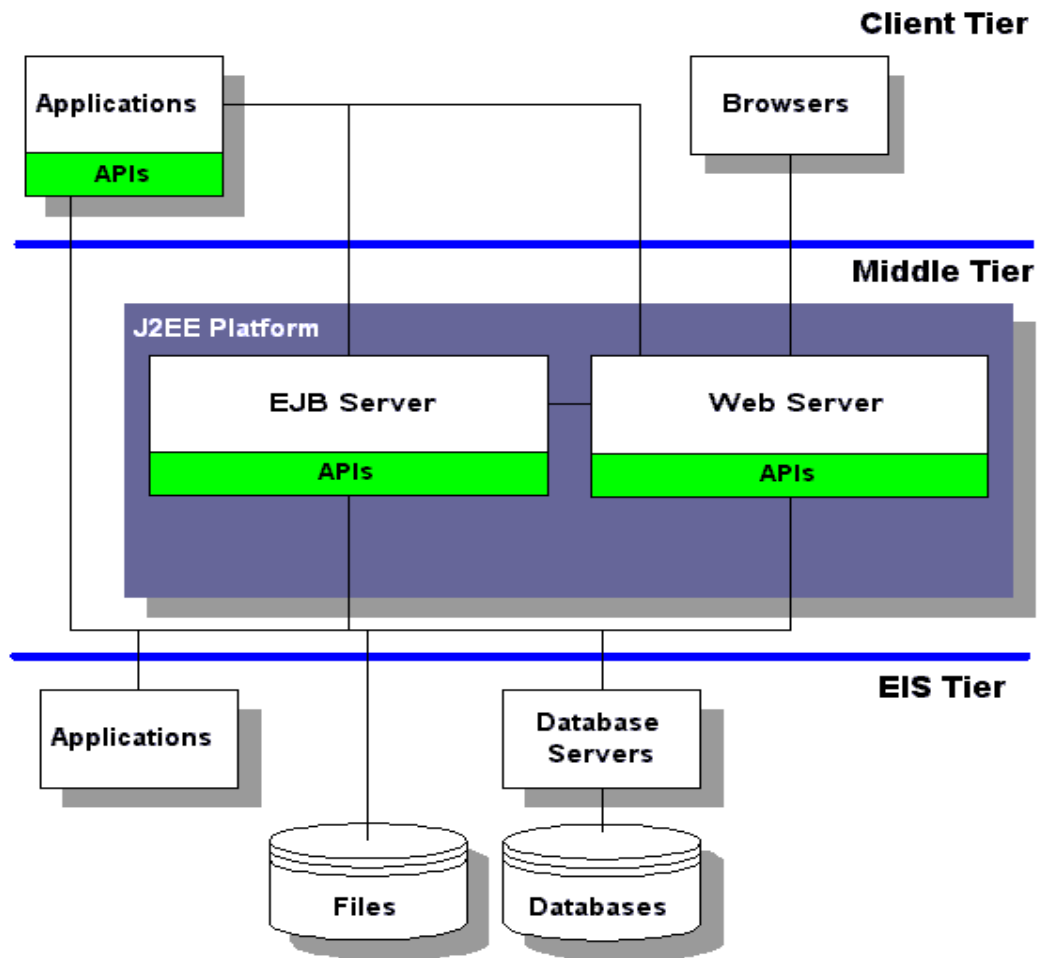 Client Tier
Applications
APIs
Browsers
Middle Tier
J2EE Platform
EJB Server
APIs
Web Server
APIs
EIS Tier
Applications
Database
Servers
Files
Databases